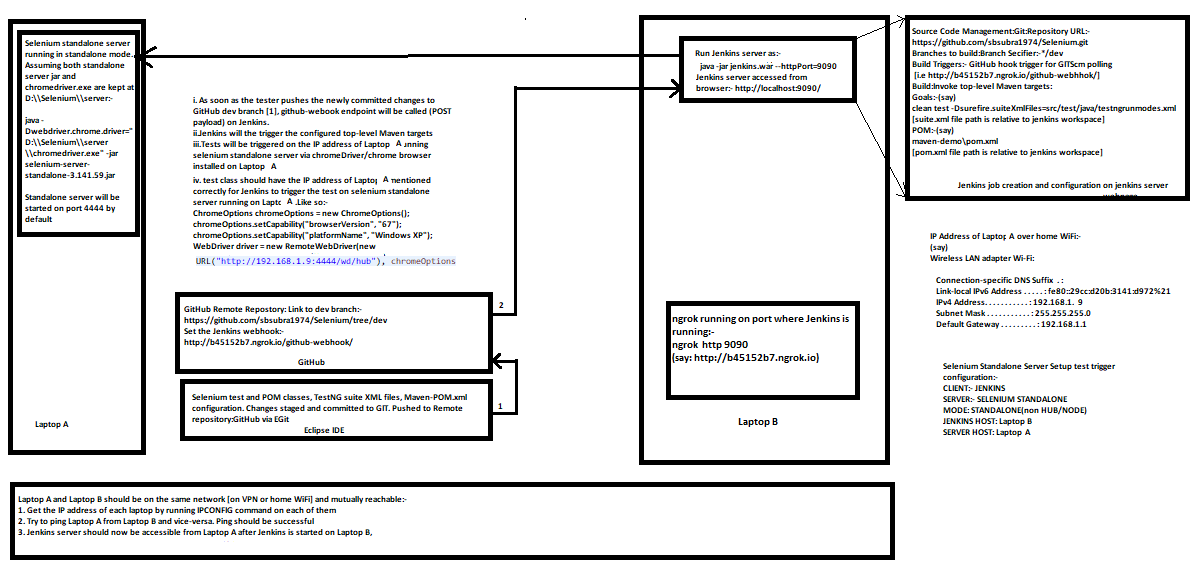 Selenium standalone server
running in standalone mode.
Assuming both standalone
server jar and
chromedriver.exe are kept at
D:\\Selenium\\server:-
java -
Dwebdriver.chrome.driver="
D:\\Selenium\\server
\\chromedriver.exe" -jar
selenium-server-
standalone-3.141.59.jar
Standalone server will be
started on port 4444 by
default
Laptop A
i. As soon as the tester pushes the newly committed changes to
GitHub dev branch [1], github-webook endpoint will be called (POST
payload) on Jenkins.
ii.Jenkins will the trigger the configured top-level Maven targets
iii.Tests will be triggered on the IP address of Laptop A
selenium standalone server via chromeDriver/chrome browser
installed on Laptop A
iv. test class should have the IP address of Laptop A mentioned
correctly for Jenkins to trigger the test on selenium standalone
server running on A .Like so:-
ChromeOptions chromeOptions = new ChromeOptions();
chromeOptions.setCapability("browserVersion", "67");
chromeOptions.setCapability("platformName", "Windows XP");
WebDriver driver = new RemoteWebDriver(new
URL("http://192.168.1.9:4444/wd/hub"), chromeOptions
GitHub Remote Repostory: Link to dev branch:-
https://github.com/sbsubra1974/Selenium/tree/dev
Set the Jenkins webhook:-
http://b45152b7.ngrok.io/github-webhook/
GitHub
2
Selenium test and POM classes, TestNG suite XML files, Maven-POM.xml
configuration. Changes staged and committed to GIT. Pushed to Remote
repository:GitHub via EGit
Eclipse IDE
1
Run Jenkins server as:-
java -jar jenkins.war --httpPort=9090
Jenkins server accessed from
browser:- http://localhost:9090/
ngrok running on port where Jenkins is
running:-
ngrok http 9090
(say: http://b45152b7.ngrok.io)
Laptop B
Source Code Management:Git:Repository URL:-
https://github.com/sbsubra1974/Selenium.git
Branches to build:Branch Secifier:-*/dev
Build Triggers:- GitHub hook trigger for GITScm polling
[i.e http://b45152b7.ngrok.io/github-webhhok/]
Build:Invoke top-level Maven targets:
Goals:-(say)
clean test -Dsurefire.suiteXmlFiles=src/test/java/testngrunmodes.xml
[suite.xml file path is relative to jenkins workspace]
POM:-(say)
maven-demo\pom.xml
[pom.xml file path is relative to jenkins workspace]
Jenkins job creation and configuration on jenkins server
IP Address of Laptop A over home WiFi:-
(say)
Wireless LAN adapter Wi-Fi:
Connection-specific DNS Suffix . :
Link-local IPv6 Address . . . . . : fe80::29cc:d20b:3141:d972%21
IPv4 Address. . . . . . . . . . . : 192.168.1. 9
Subnet Mask . . . . . . . . . . . : 255.255.255.0
Default Gateway . . . . . . . . . : 192.168.1.1
Selenium Standalone Server Setup test trigger
configuration:-
CLIENT:- JENKINS
SERVER:- SELENIUM STANDALONE
MODE: STANDALONE(non HUB/NODE)
JENKINS HOST: Laptop B
SERVER HOST: Laptop A
Laptop A and Laptop B should be on the same network [on VPN or home WiFi] and mutually reachable:-
1. Get the IP address of each laptop by running IPCONFIG command on each of them
2. Try to ping Laptop A from Laptop B and vice-versa. Ping should be successful
3. Jenkins server should now be accessible from Laptop A after Jenkins is started on Laptop B,